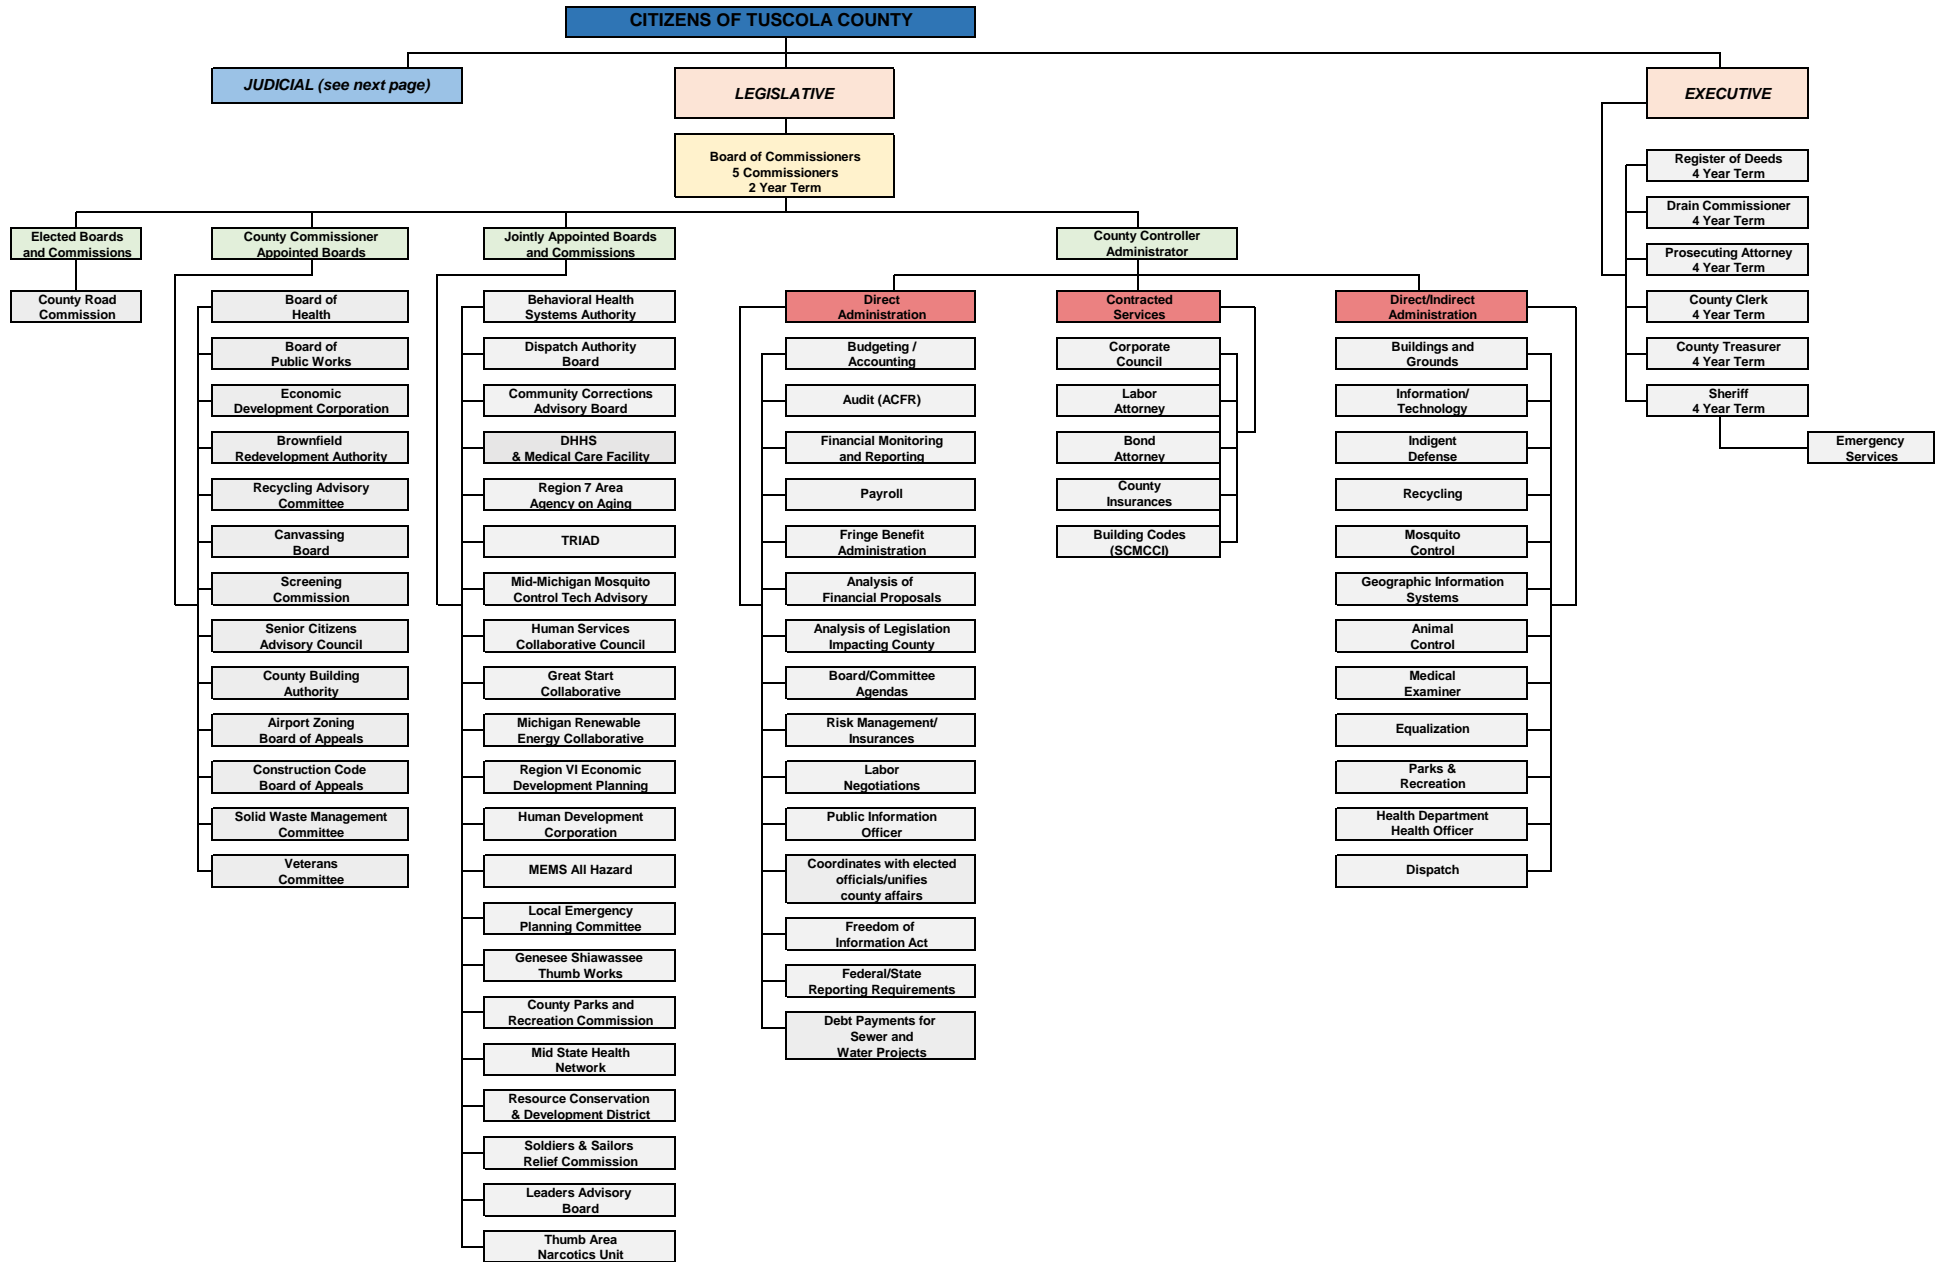 CITIZENS OF TUSCOLA COUNTY
JUDICIAL (see next page)
LEGISLATIVE
EXECUTIVE
Board of Commissioners
5 Commissioners
2 Year Term
Elected Boards
and Commissions
County Road
Commission
County Commissioner
Appointed Boards
Board of
Health
Board of
Public Works
Economic
Development Corporation
Brownfield
Redevelopment Authority
Recycling Advisory
Committee
Canvassing
Board
Screening
Commission
Senior Citizens
Advisory Council
County Building
Authority
Airport Zoning
Board of Appeals
Construction Code
Board of Appeals
Solid Waste Management
Committee
Veterans
Committee
Jointly Appointed Boards
and Commissions
Behavioral Health
Systems Authority
Dispatch Authority
Board
Community Corrections
Advisory Board
DHHS
& Medical Care Facility
Region 7 Area
Agency on Aging
TRIAD
Mid-Michigan Mosquito
Control Tech Advisory
Human Services
Collaborative Council
Great Start
Collaborative
Michigan Renewable
Energy Collaborative
Region VI Economic
Development Planning
Human Development
Corporation
MEMS All Hazard
Local Emergency
Planning Committee
Genesee Shiawassee
Thumb Works
County Parks and
Recreation Commission
Mid State Health
Network
Resource Conservation
& Development District
Soldiers & Sailors
Relief Commission
Leaders Advisory
Board
Thumb Area
Narcotics Unit
County Controller
Administrator
Direct
Administration
Budgeting /
Accounting
Audit (ACFR)
Financial Monitoring
and Reporting
Payroll
Fringe Benefit
Administration
Analysis of
Financial Proposals
Analysis of Legislation
Impacting County
Board/Committee
Agendas
Risk Management/
Insurances
Labor
Negotiations
Public Information
Officer
Coordinates with elected
officials/unifies
county affairs
Freedom of
Information Act
Federal/State
Reporting Requirements
Debt Payments for
Sewer and
Water Projects
Contracted
Services
Corporate
Council
Labor
Attorney
Bond
Attorney
County
Insurances
Building Codes
(SCMCCI)
Direct/Indirect
Administration
Buildings and
Grounds
Information/
Technology
Indigent
Defense
Recycling
Mosquito
Control
Geographic Information
Systems
Animal
Control
Medical
Examiner
Equalization
Parks &
Recreation
Health Department
Health Officer
Dispatch
Register of Deeds
4 Year Term
Drain Commissioner
4 Year Term
Prosecuting Attorney
4 Year Term
County Clerk
4 Year Term
County Treasurer
4 Year Term
Sheriff
4 Year Term
Emergency
Services